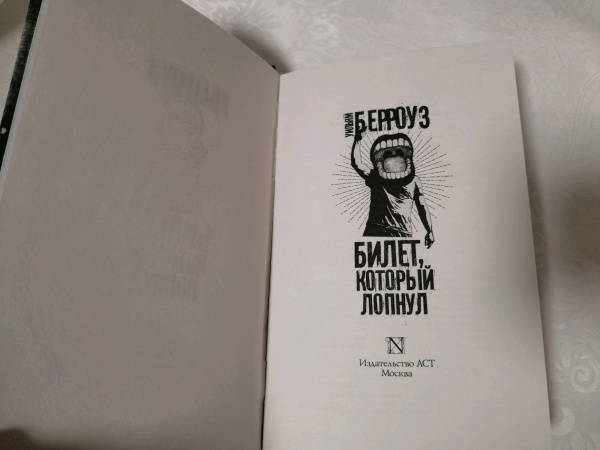 УИЛЬЯМ
БЕРРОУЗ
БИЛЕТ,
КОТОРЫЙ
ЛОПНУЛ
N
Издательство АСТ
Москва